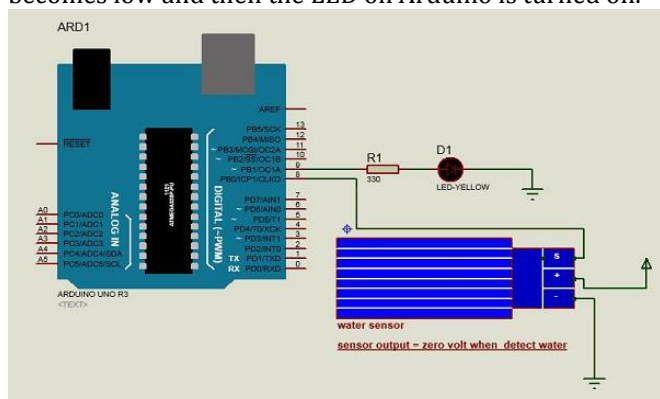 becomes low and then the LED on Arduino is turned on.
ARD1
AREF
RESET
13
PB5/SCK
12
PB4/MISO
11
~ PB3/MOSI/OC2A
10
~ PB2/SS/OC1B
9
~ PB1/OC1A
8
PB0/ICP1/CLKO
7
PD7/AIN1
6
~ PD6/AIN0
5
~ PD5/T1
4
PD4/T0/XCK
3
~ PD3/INT1
2
PD2/INT0
1
TX PD1/TXD
0
RX PD0/RXD
DIGITAL (~PWM)
ANALOG IN
1121
ATMEGA328P-PU
A0
PC0/ADC0
A1
PC1/ADC1
A2
PC2/ADC2
A3
PC3/ADC3
A4
PC4/ADC4/SDA
A5
PC5/ADC5/SCL
ARDUINO UNO R3
<TEXT>
R1
330
D1
LED-YELLOW
S
+
-
water sensor
sensor output = zero volt when detect water